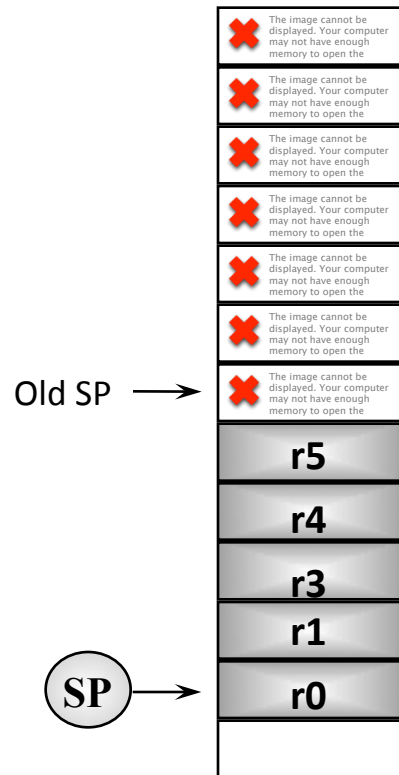 The image cannot be
displayed. Your computer
may not have enough
memory to open the
The image cannot be
displayed. Your computer
may not have enough
memory to open the
The image cannot be
displayed. Your computer
may not have enough
memory to open the
The image cannot be
displayed. Your computer
may not have enough
memory to open the
The image cannot be
displayed. Your computer
may not have enough
memory to open the
The image cannot be
displayed. Your computer
may not have enough
memory to open the
Old SP
The image cannot be
displayed. Your computer
may not have enough
memory to open the
r5
r4
r3
r1
SP
r0